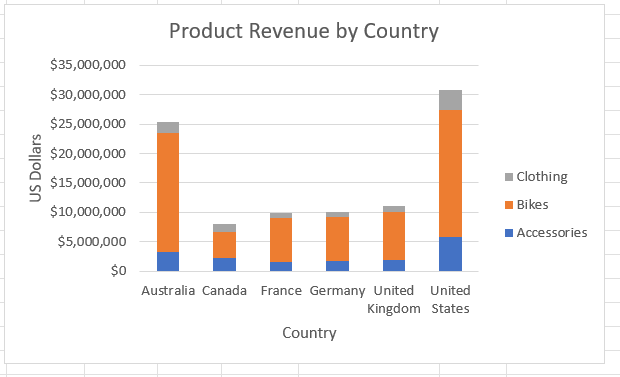 Product Revenue by Country
$35,000,000
$30,000,000
$25,000,000
$20,000,000
$15,000,000
$10,000,000
$5,000,000
$0
US Dollars
Australia
Canada
France
Germany
United
Kingdom
United
States
Country
Clothing
Bikes
Accessories